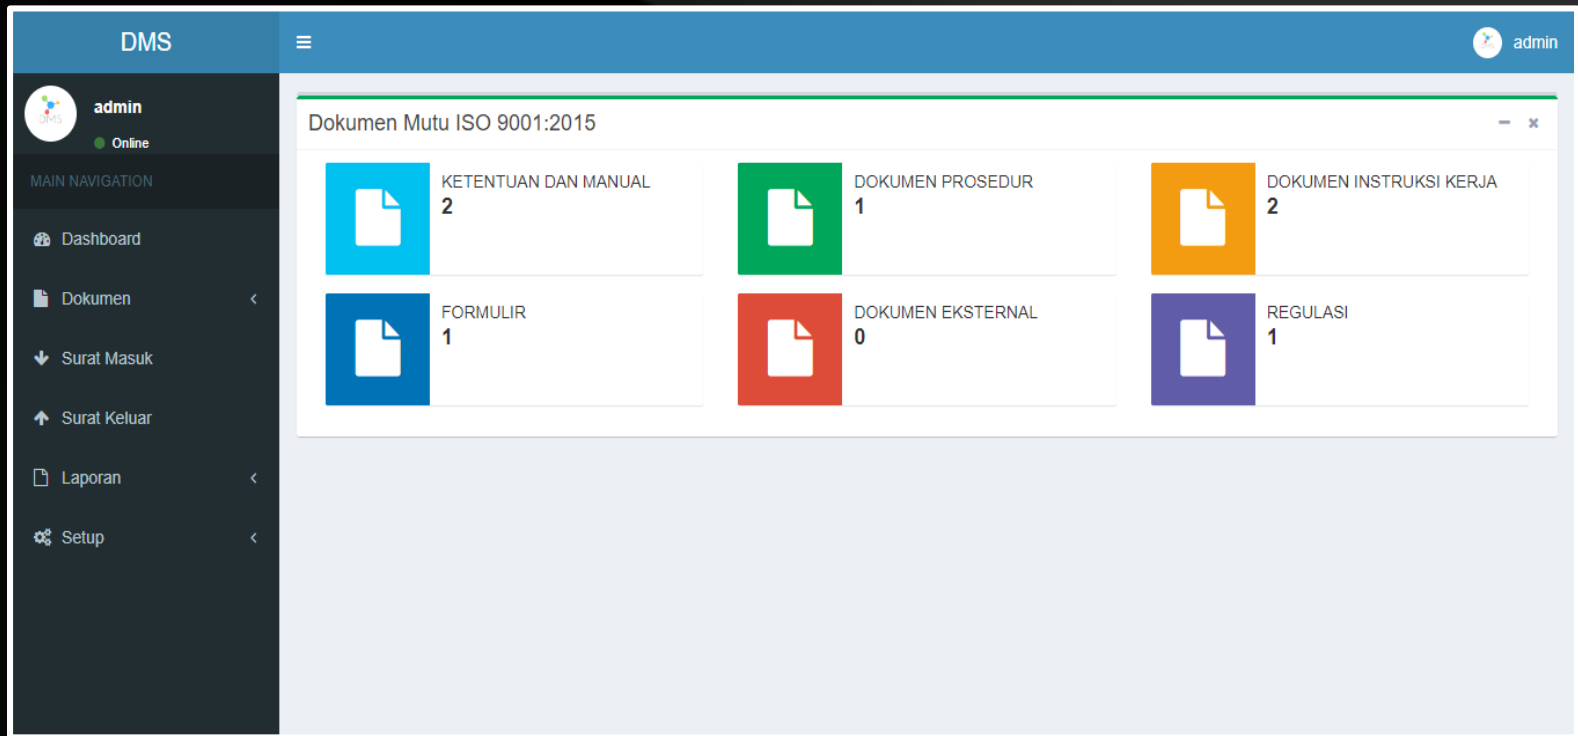 DMS
admin
admin
Online
DMS
MAIN NAVIGATION
Dashboard
Dokumen
Surat Masuk
Surat Keluar
Laporan
Setup
Dokumen Mutu ISO 9001:2015
KETENTUAN DAN MANUAL
2
DOKUMEN PROSEDUR
1
DOKUMEN INSTRUKSI KERJA
2
FORMULIR
1
DOKUMEN EKSTERNAL
0
REGULASI
1